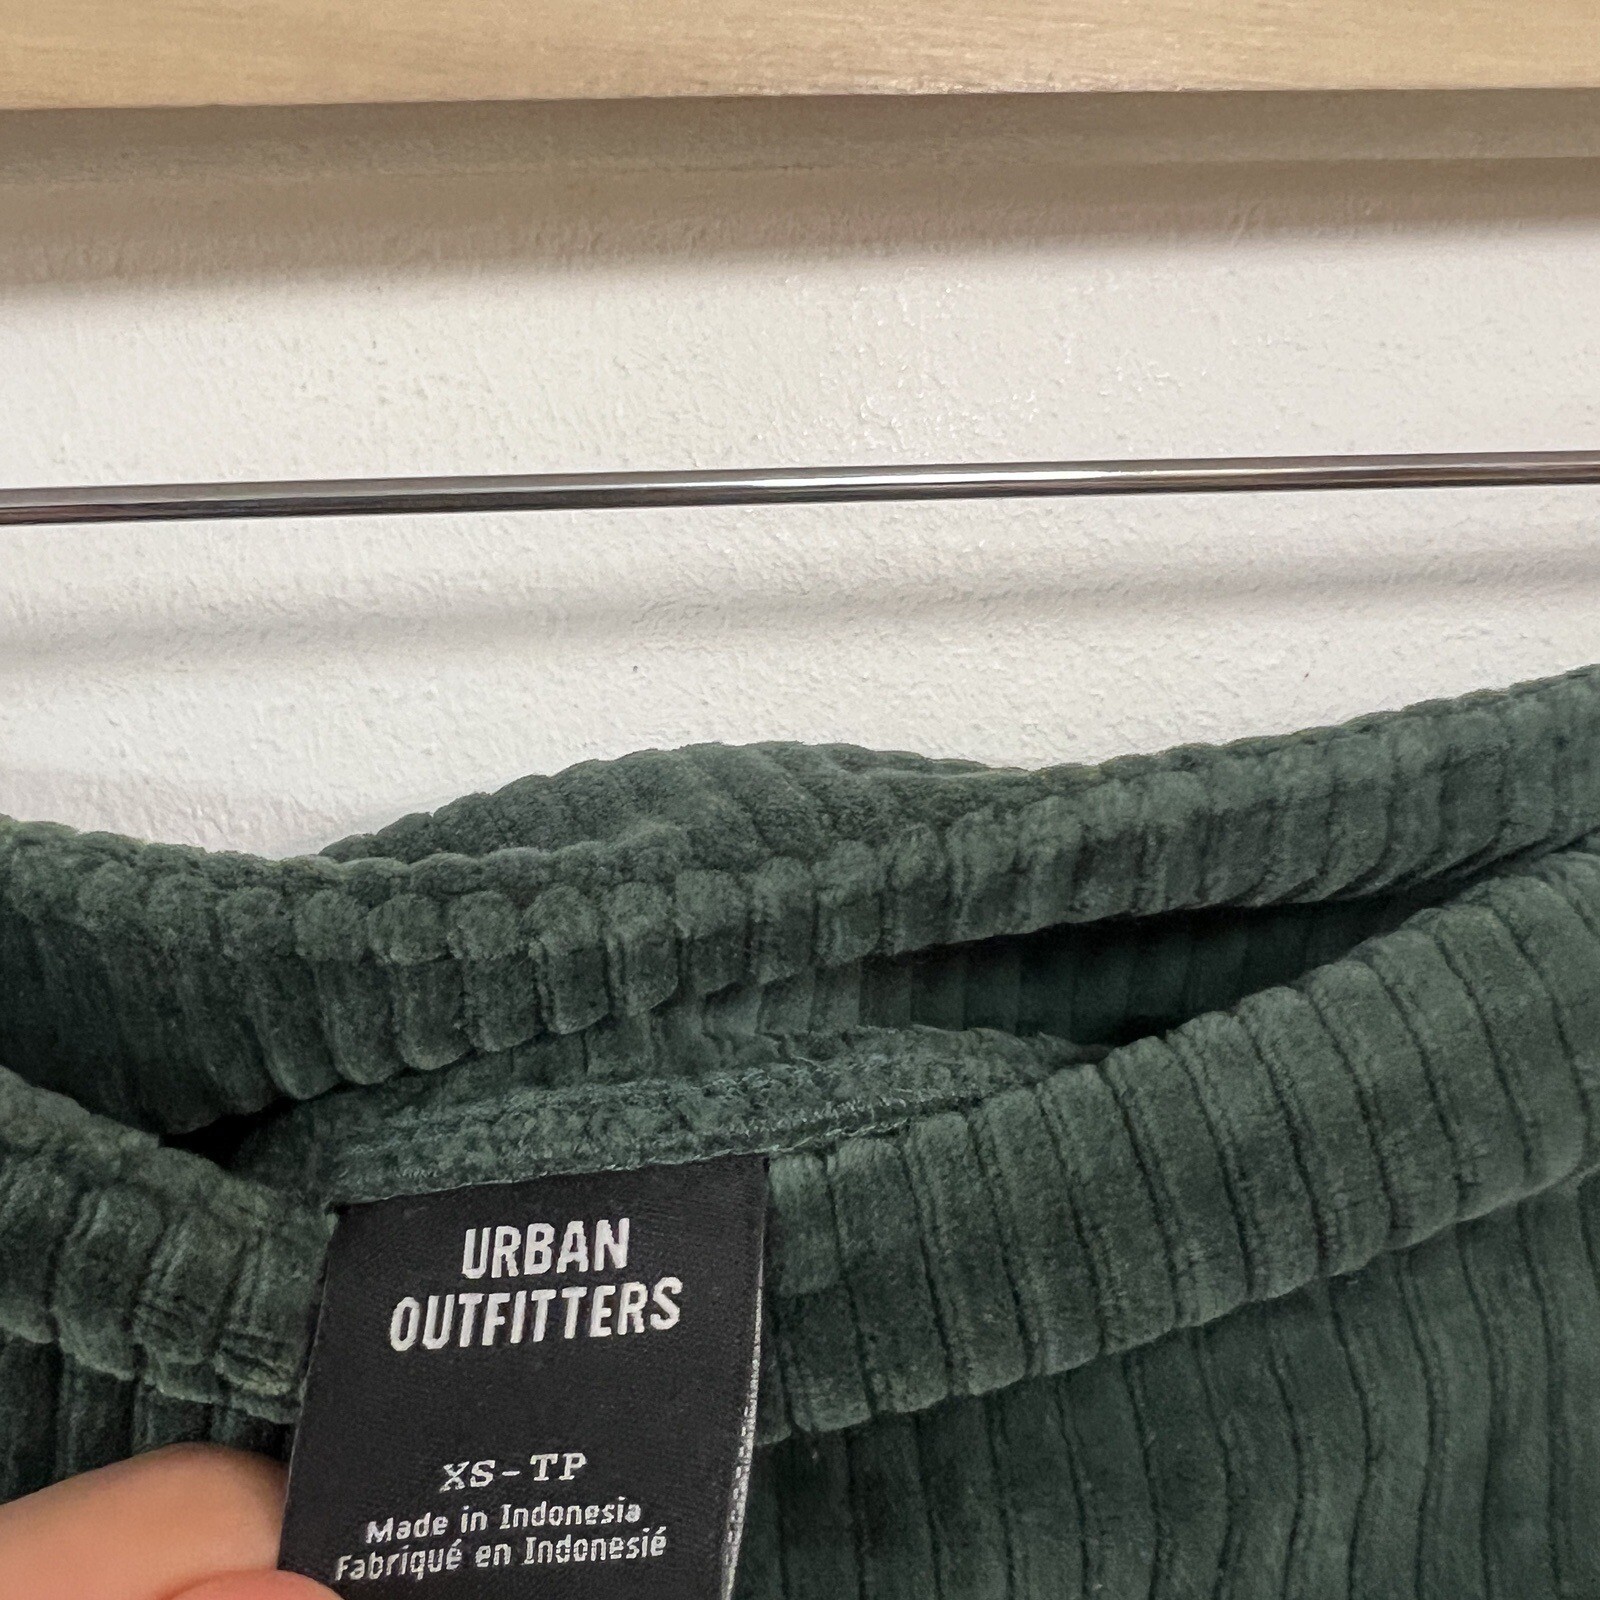 URBAN
OUTFITTERS
XS-TP
Made in Indonesia
Fabriqué en Indonesié